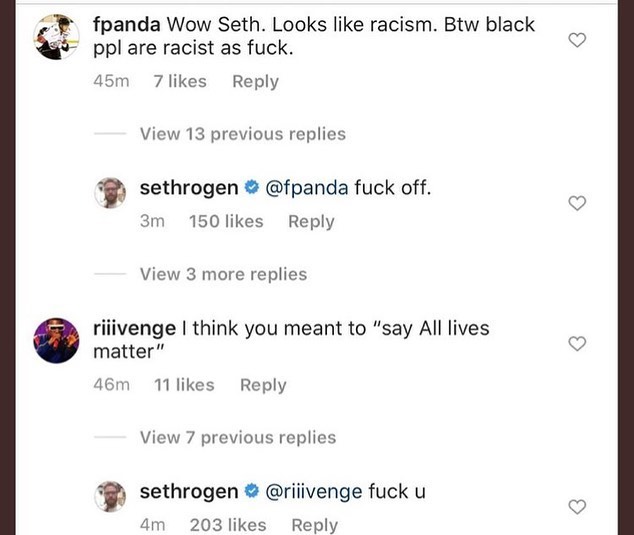 fpanda Wow Seth. Looks like racism. Btw black
ppl are racist as fuck.
45m 7 likes Reply
View 13 previous replies
sethrogen @fpanda fuck off.
3m 150 likes Reply
View 3 more replies
riiivenge I think you meant to "say All lives
matter"
46m 11 likes Reply
View 7 previous replies
sethrogen @riiivenge fuck u
4m 203 likes Reply